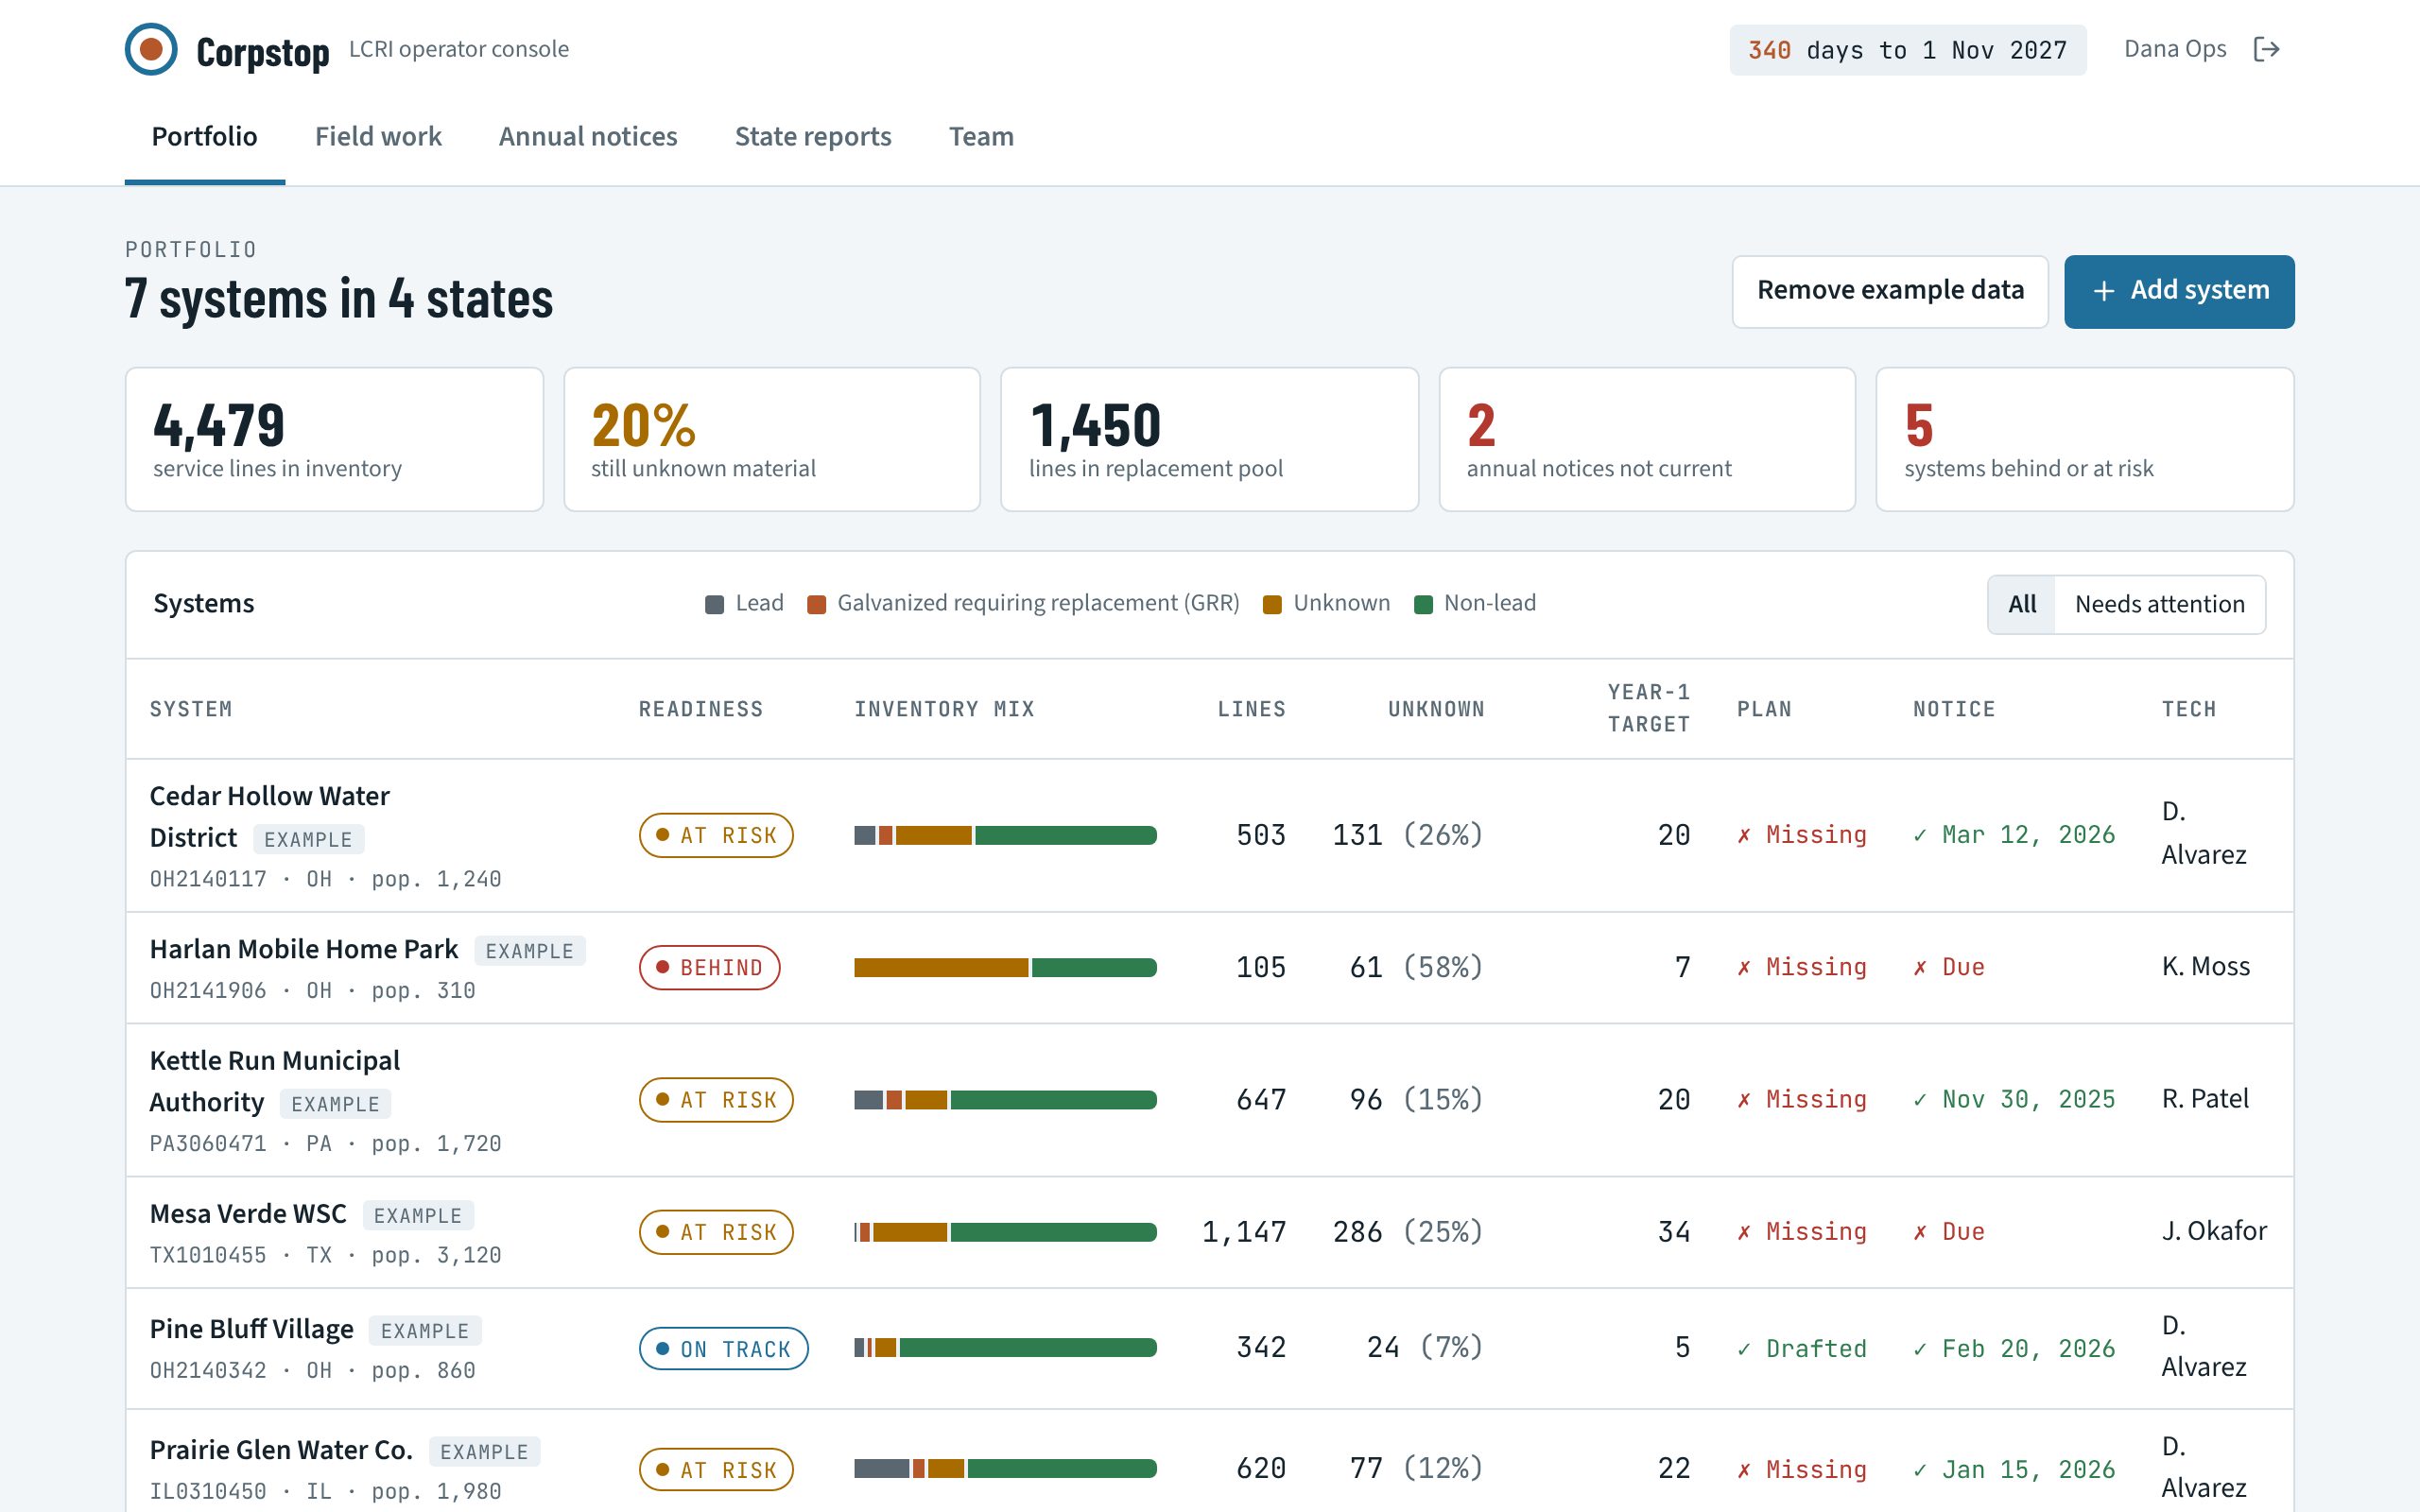 Corpstop LCRI operator console
340 days to 1 Nov 2027
Dana Ops
Portfolio Field work Annual notices State reports Team
PORTFOLIO
7 systems in 4 states
Remove example data
+ Add system
4,479
service lines in inventory
20%
still unknown material
1,450
lines in replacement pool
2
annual notices not current
5
systems behind or at risk
Systems
Lead Galvanized requiring replacement (GRR) Unknown Non-lead
All Needs attention
SYSTEM READINESS INVENTORY MIX LINES UNKNOWN YEAR-1 TARGET PLAN NOTICE TECH
Cedar Hollow Water
District EXAMPLE
OH2140117 · OH · pop. 1,240
AT RISK 503 131 (26%) 20 ✗ Missing ✓ Mar 12, 2026
D.
Alvarez
Harlan Mobile Home Park EXAMPLE
OH2141906 · OH · pop. 310
BEHIND 105 61 (58%) 7 ✗ Missing ✗ Due K. Moss
Kettle Run Municipal
Authority EXAMPLE
PA3060471 · PA · pop. 1,720
AT RISK 647 96 (15%) 20 ✗ Missing ✓ Nov 30, 2025 R. Patel
Mesa Verde WSC EXAMPLE
TX1010455 · TX · pop. 3,120
AT RISK 1,147 286 (25%) 34 ✗ Missing ✗ Due J. Okafor
Pine Bluff Village EXAMPLE
OH2140342 · OH · pop. 860
ON TRACK 342 24 (7%) 5 ✓ Drafted ✓ Feb 20, 2026
D.
Alvarez
Prairie Glen Water Co. EXAMPLE
IL0310450 · IL · pop. 1,980
AT RISK 620 77 (12%) 22 ✗ Missing ✓ Jan 15, 2026
D.
Alvarez